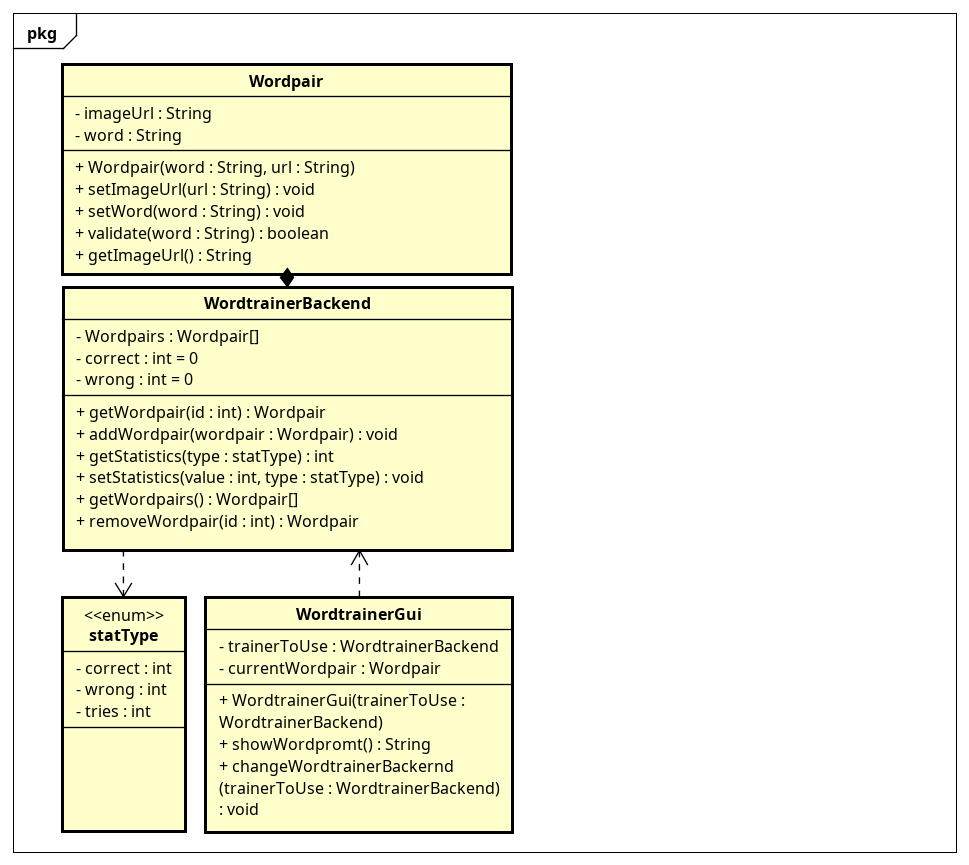 pkg
Wordpair
- imageUrl : String
- word : String
+ Wordpair(word : String, url : String)
+ setImageUrl(url : String) : void
+ setWord(word : String) : void
+ validate(word : String) : boolean
+ getImageUrl() : String
WordtrainerBackend
- Wordpairs : Wordpair[]
- correct : int = 0
- wrong : int = 0
+ getWordpair(id : int) : Wordpair
+ addWordpair(wordpair : Wordpair) : void
+ getStatistics(type : statType) : int
+ setStatistics(value : int, type : statType) : void
+ getWordpairs() : Wordpair[]
+ removeWordpair(id : int) : Wordpair
<<enum>>
statType
- correct : int
- wrong : int
- tries : int
WordtrainerGui
- trainerToUse : WordtrainerBackend
- currentWordpair : Wordpair
+ WordtrainerGui(trainerToUse :
WordtrainerBackend)
+ showWordpromt() : String
+ changeWordtrainerBackernd
(trainerToUse : WordtrainerBackend)
: void